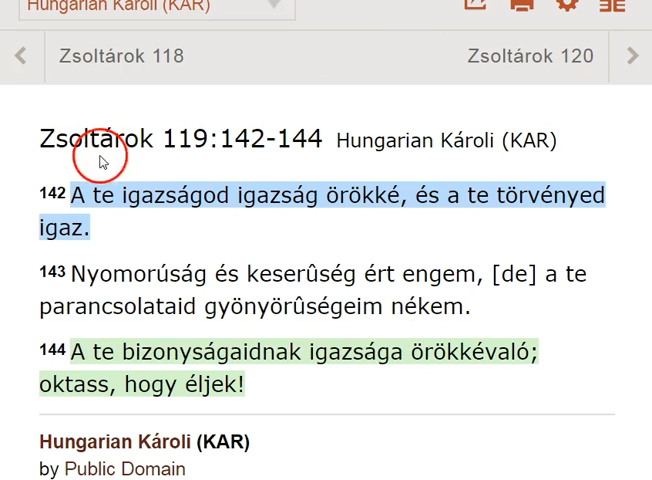 Hungarian Károli (KAR)
Zsoltárok 118
Zsoltárok 120
Zsoltárok 119:142-144 Hungarian Károli (KAR)
142 A te igazságod igazság örökké, és a te törvényed
igaz.
143 Nyomorúság és keserûség ért engem, [de] a te
parancsolataid gyönyörûségeim nékem.
144 A te bizonyságaidnak igazsága örökkévaló;
oktass, hogy éljek!
Hungarian Károli (KAR)
by Public Domain